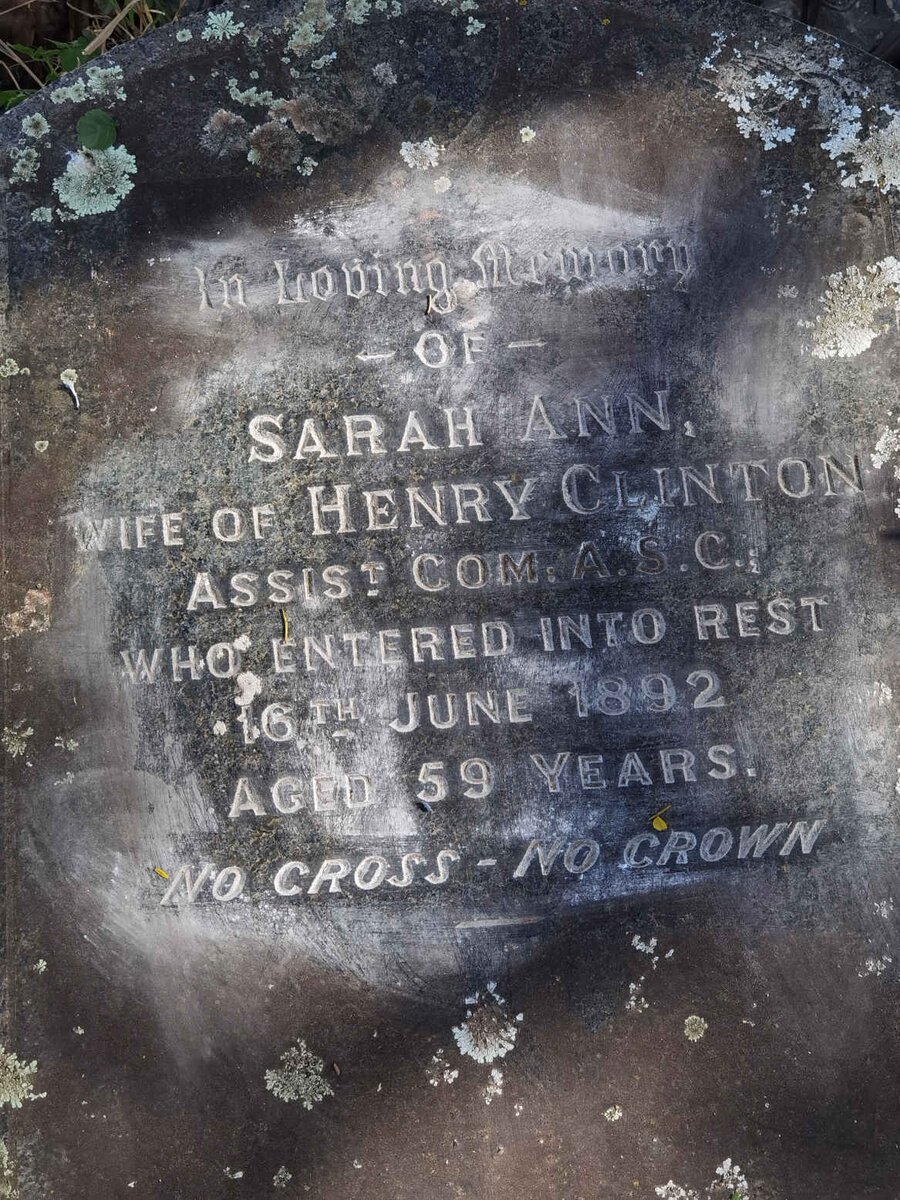 In Loving Memory
- OF -
SARAH ANN,
WIFE OF HENRY CLINTON
ASSIST COM: A.S.C.;
WHO ENTERED INTO REST
16TH JUNE 1892
AGED 59 YEARS.
NO CROSS - NO CROWN